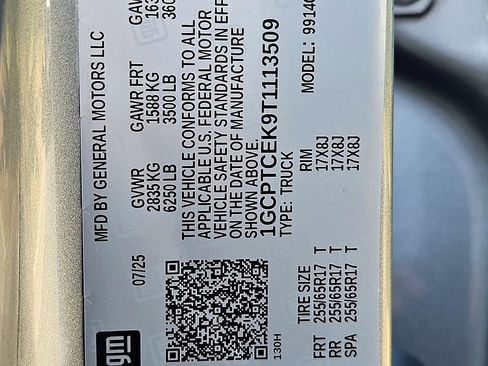 MFD BY GENERAL MOTORS LLC
07/25
GVWR
2835 KG
6250 LB
GAWR FRT
1588 KG
3500 LB
THIS VEHICLE CONFORMS TO ALL
APPLICABLE U.S. FEDERAL MOTOR
VEHICLE SAFETY STANDARDS IN EFF
ON THE DATE OF MANUFACTURE
SHOWN ABOVE.
1GCPTCEK9T1113509
TYPE: TRUCK
MODEL:
gm
130H
TIRE SIZE RIM
FRT 255/65R17 T 17X8J
RR 255/65R17 T 17X8J
SPA 255/65R17 T 17X8J